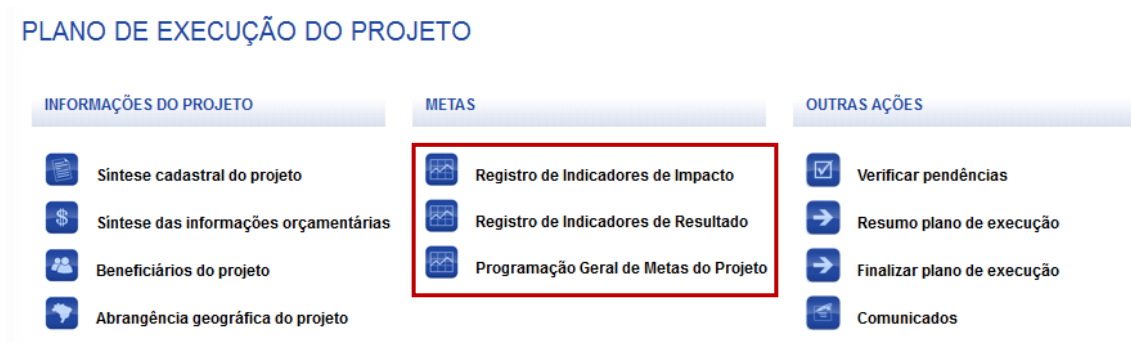 PLANO DE EXECUÇÃO DO PROJETO
INFORMAÇÕES DO PROJETO
Síntese cadastral do projeto
Síntese das informações orçamentárias
Beneficiários do projeto
Abrangência geográfica do projeto
METAS
Registro de Indicadores de Impacto
Registro de Indicadores de Resultado
Programação Geral de Metas do Projeto
OUTRAS AÇÕES
Verificar pendências
Resumo plano de execução
Finalizar plano de execução
Comunicados